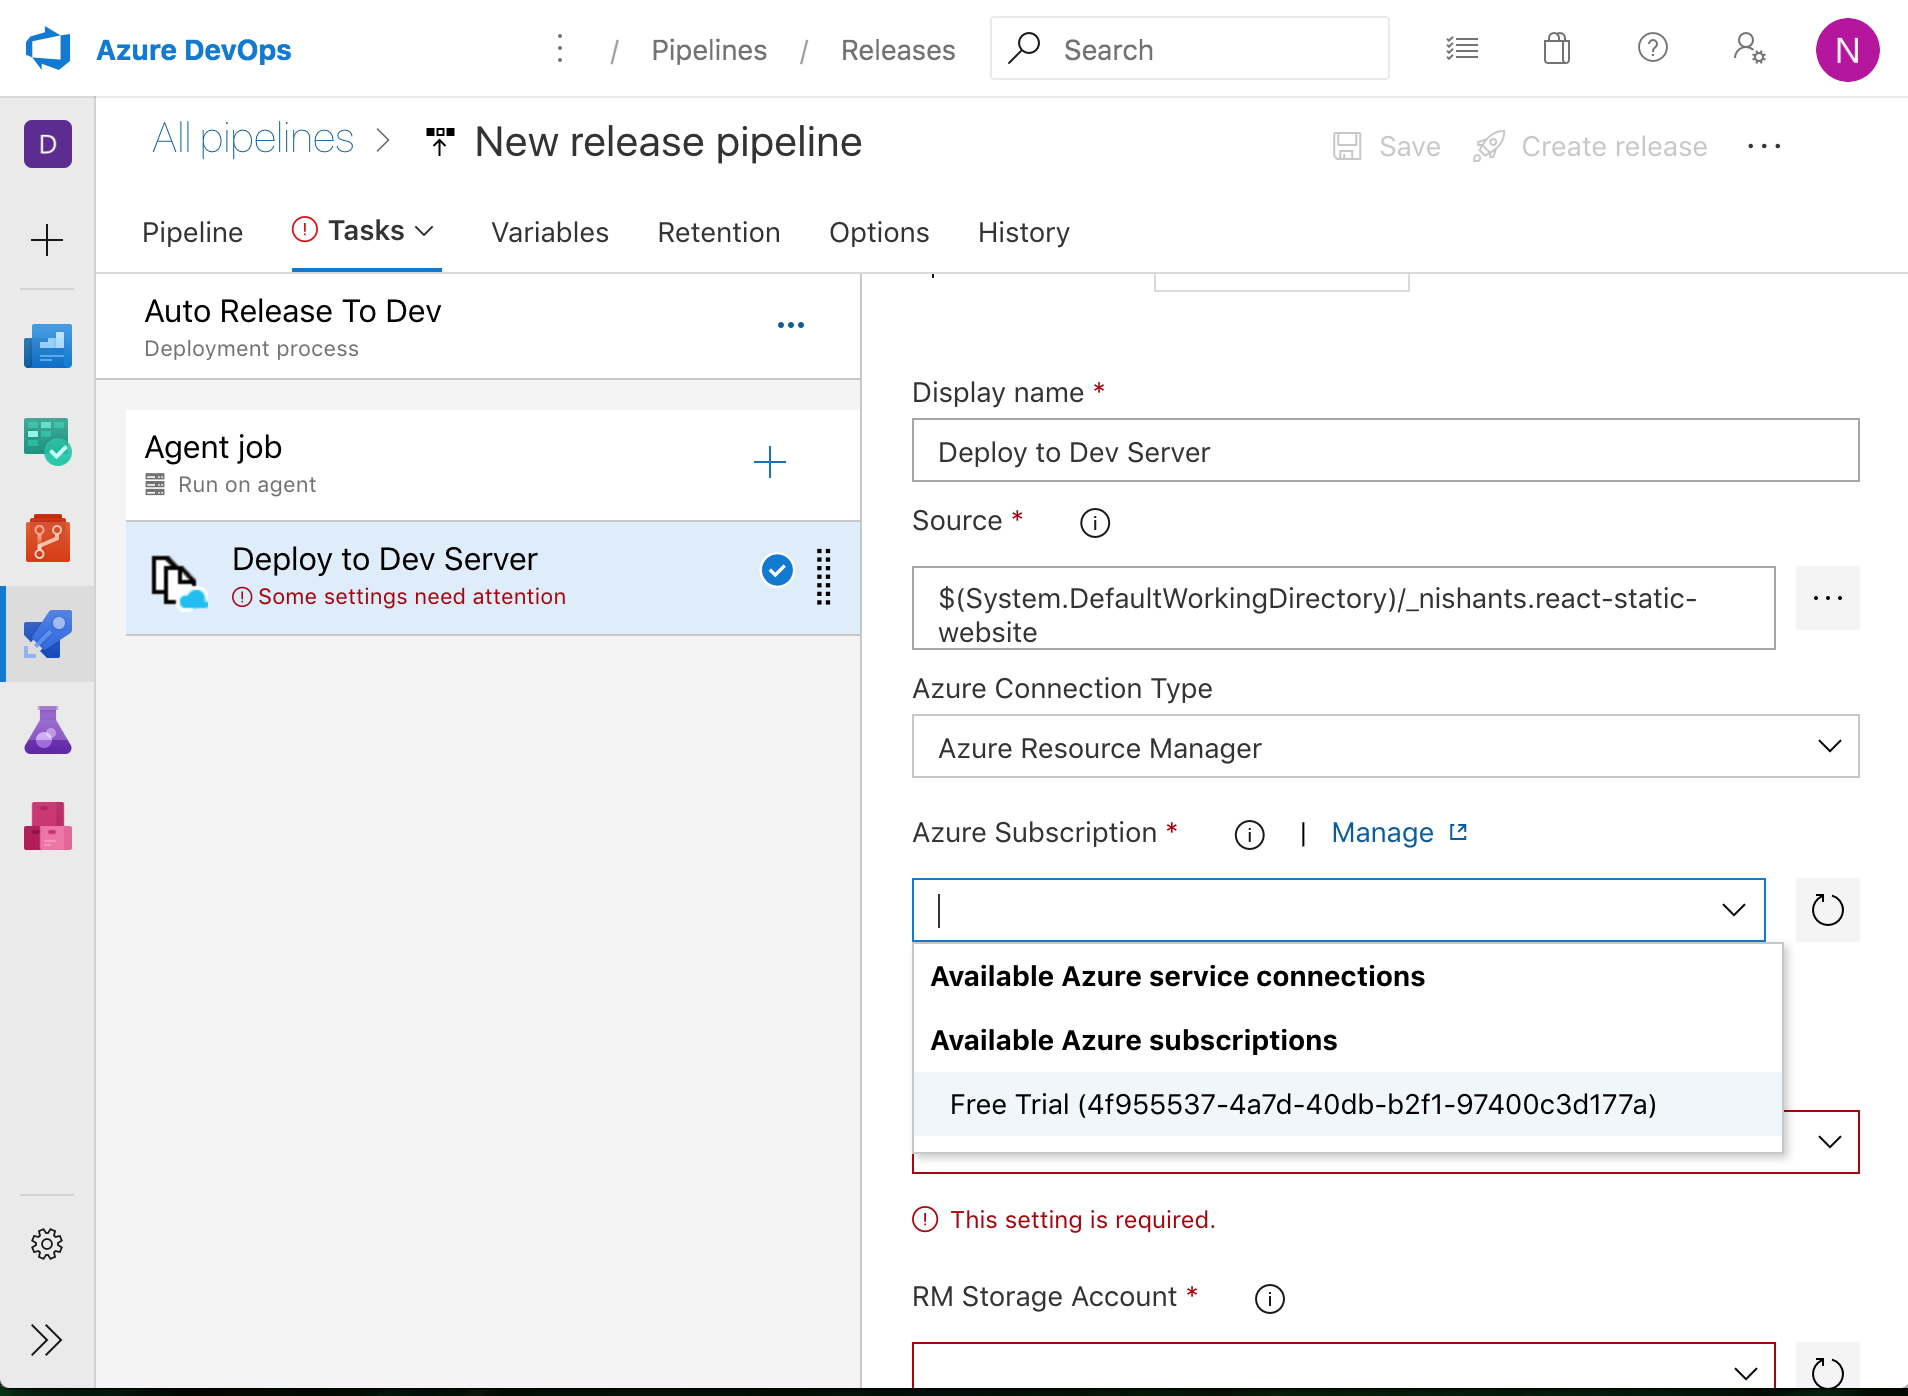 Azure DevOps
/ Pipelines / Releases
Search
N
D
All pipelines > New release pipeline
Save
Create release
Pipeline
Tasks
Variables
Retention
Options
History
Auto Release To Dev
Deployment process
Agent job
Run on agent
Deploy to Dev Server
Some settings need attention
Display name *
Deploy to Dev Server
Source *
$(System.DefaultWorkingDirectory)/_nishants.react-static-
website
Azure Connection Type
Azure Resource Manager
Azure Subscription * | Manage
Available Azure service connections
Available Azure subscriptions
Free Trial (4f955537-4a7d-40db-b2f1-97400c3d177a)
This setting is required.
RM Storage Account *